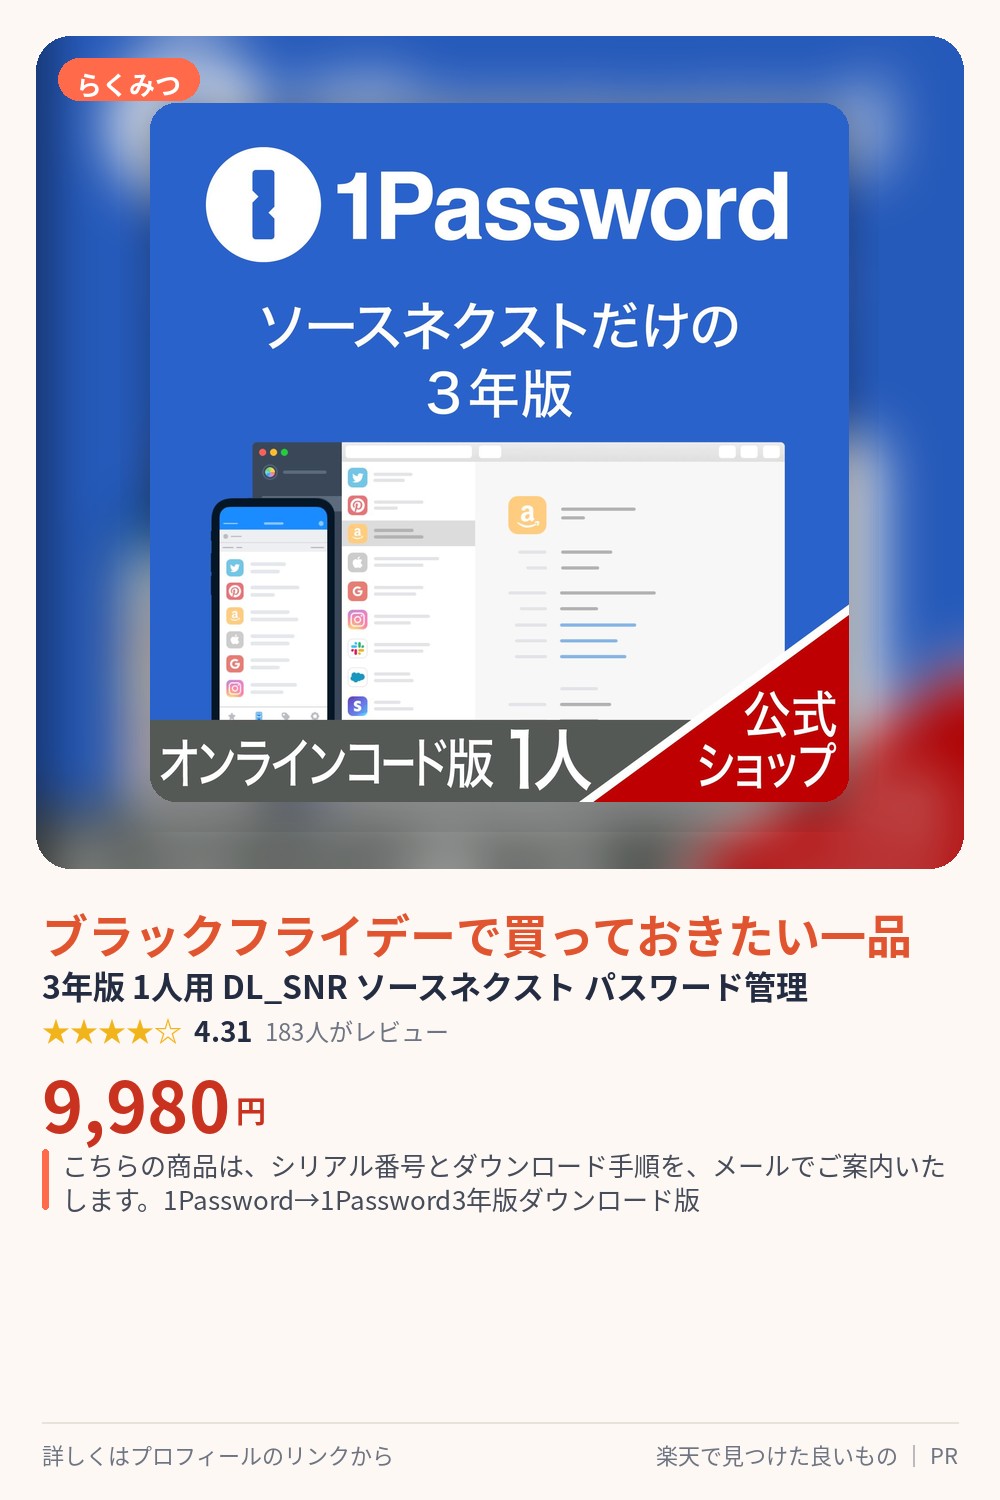 らくみつ
1Password
ソースネクストだけの
3年版
オンラインコード版 1人
公式
ショップ
ブラックフライデーで買っておきたい一品
3年版 1人用 DL_SNR ソースネクスト パスワード管理
★★★★☆ 4.31 183人がレビュー
9,980円
こちらの商品は、シリアル番号とダウンロード手順を、メールでご案内いた
します。1Password→1Password3年版ダウンロード版
詳しくはプロフィールのリンクから
楽天で見つけた良いもの | PR